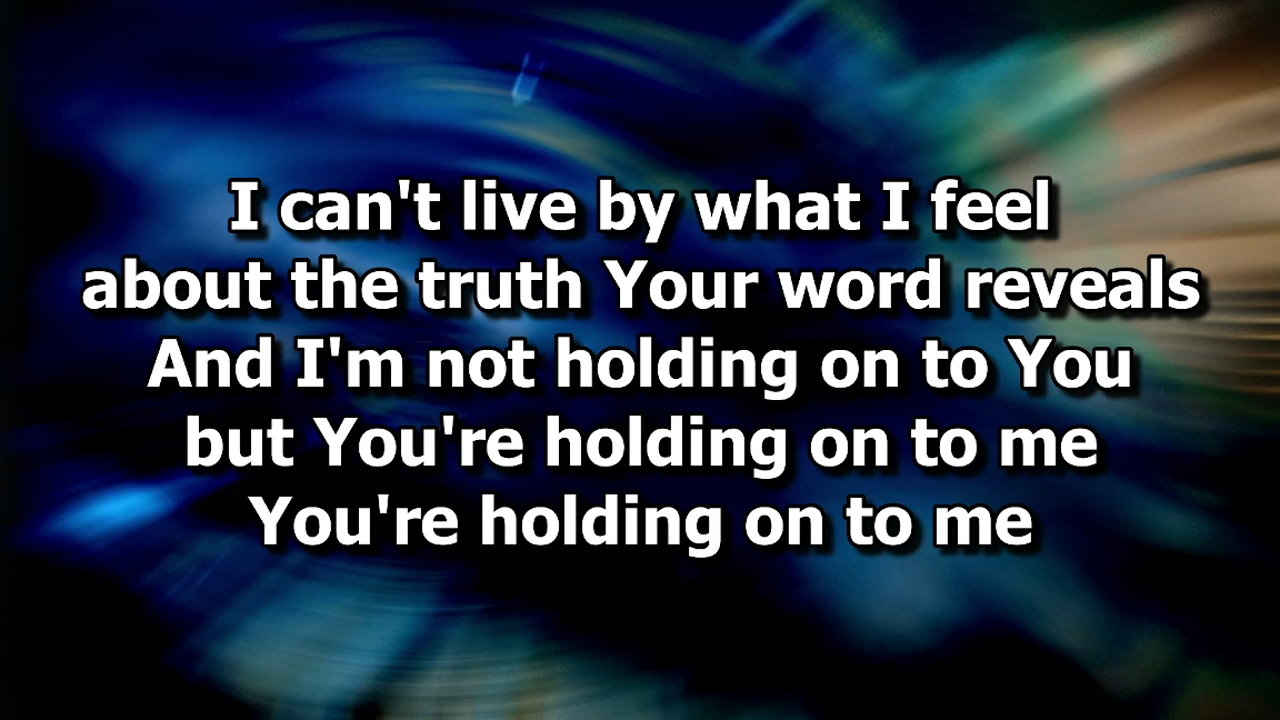 I can't live by what I feel
about the truth Your word reveals
And I'm not holding on to You
but You're holding on to me
You're holding on to me